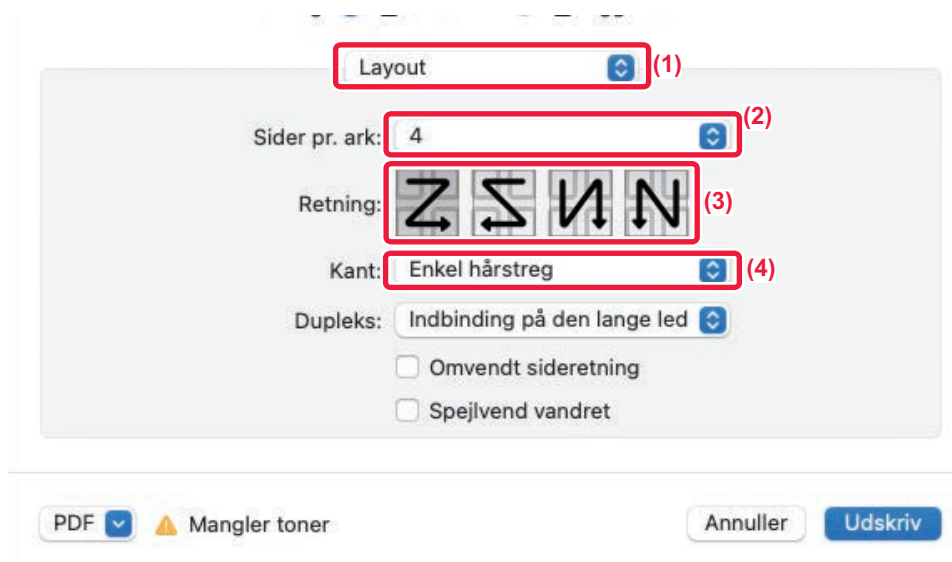 Layout (1)
Sider pr. ark: 4 (2)
Retning: (3)
Kant: Enkel hårstreg (4)
Dupleks: Indbinding på den lange led
Omvendt sideretning
Spejlvend vandret
PDF Mangler toner Annuller Udskriv